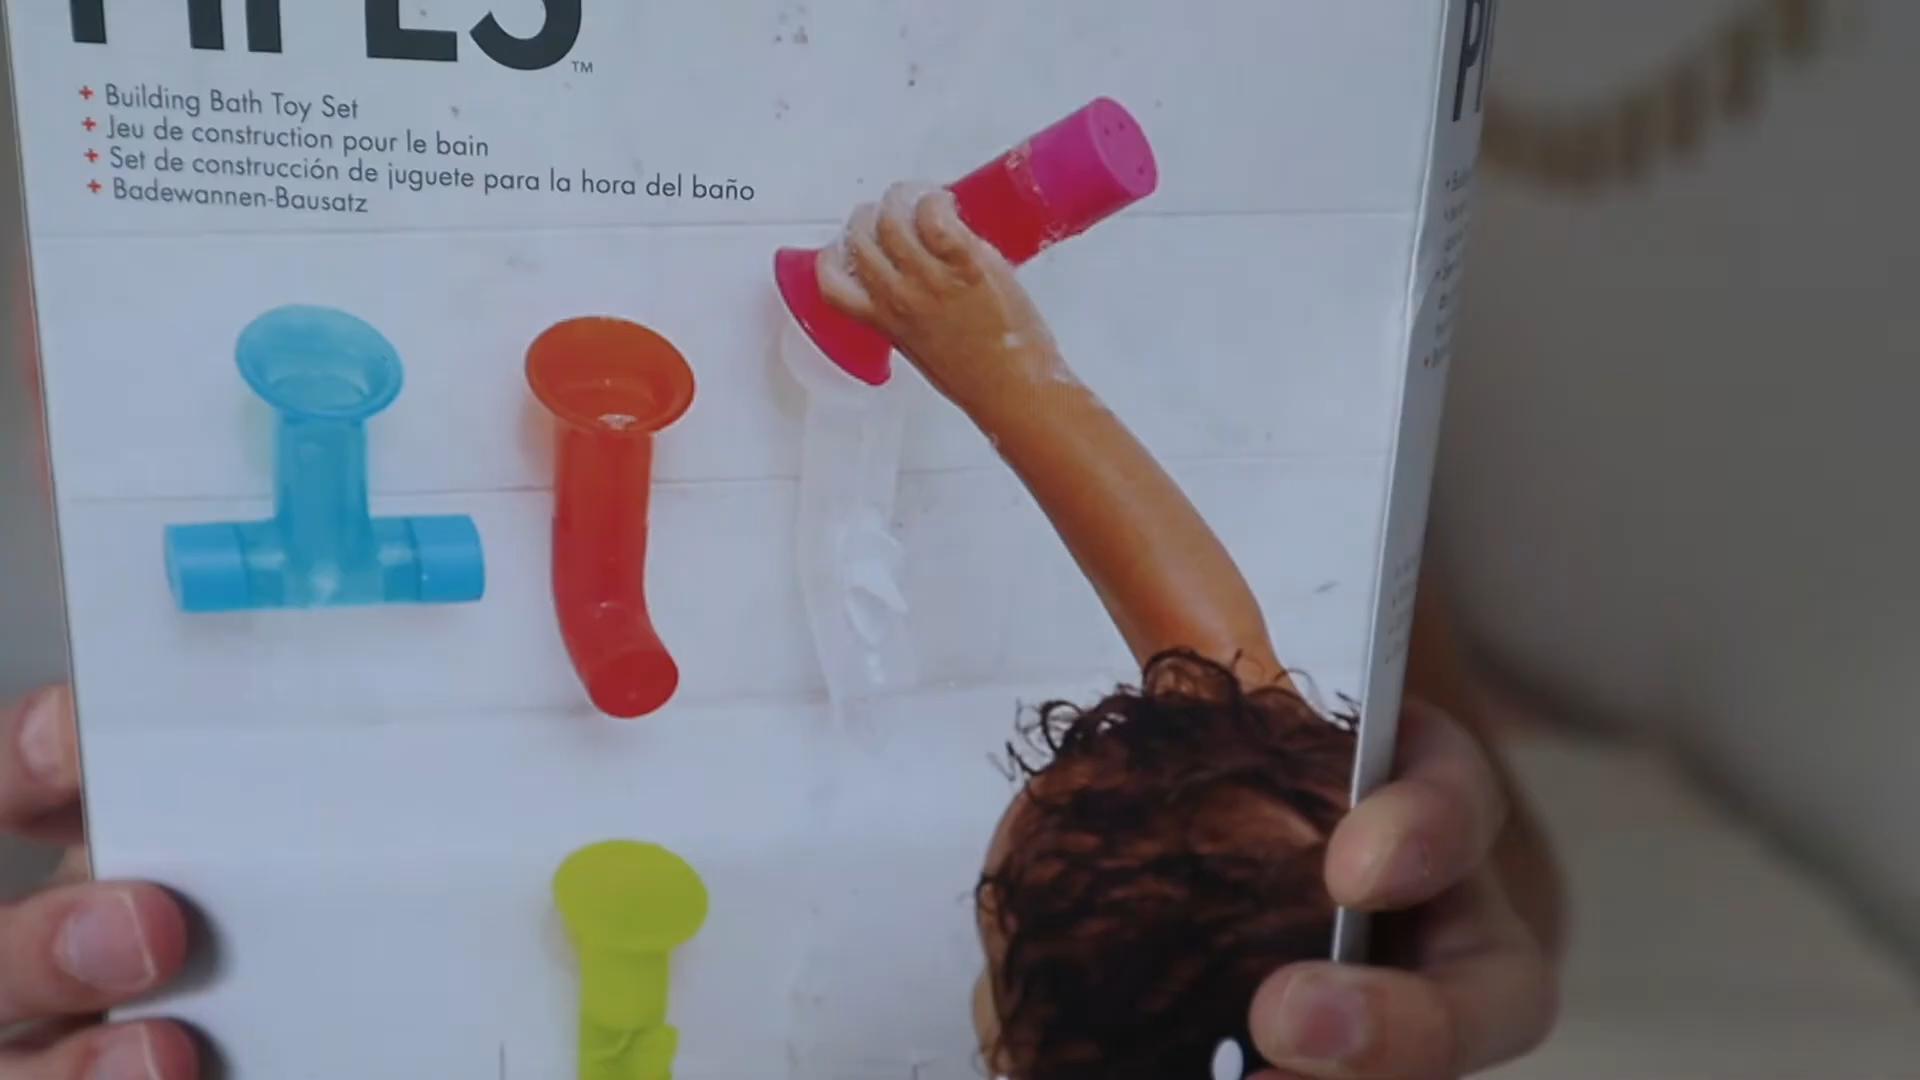 PIPES™
+ Building Bath Toy Set
+ Jeu de construction pour le bain
+ Set de construcción de juguete para la hora del baño
+ Badewannen-Bausatz